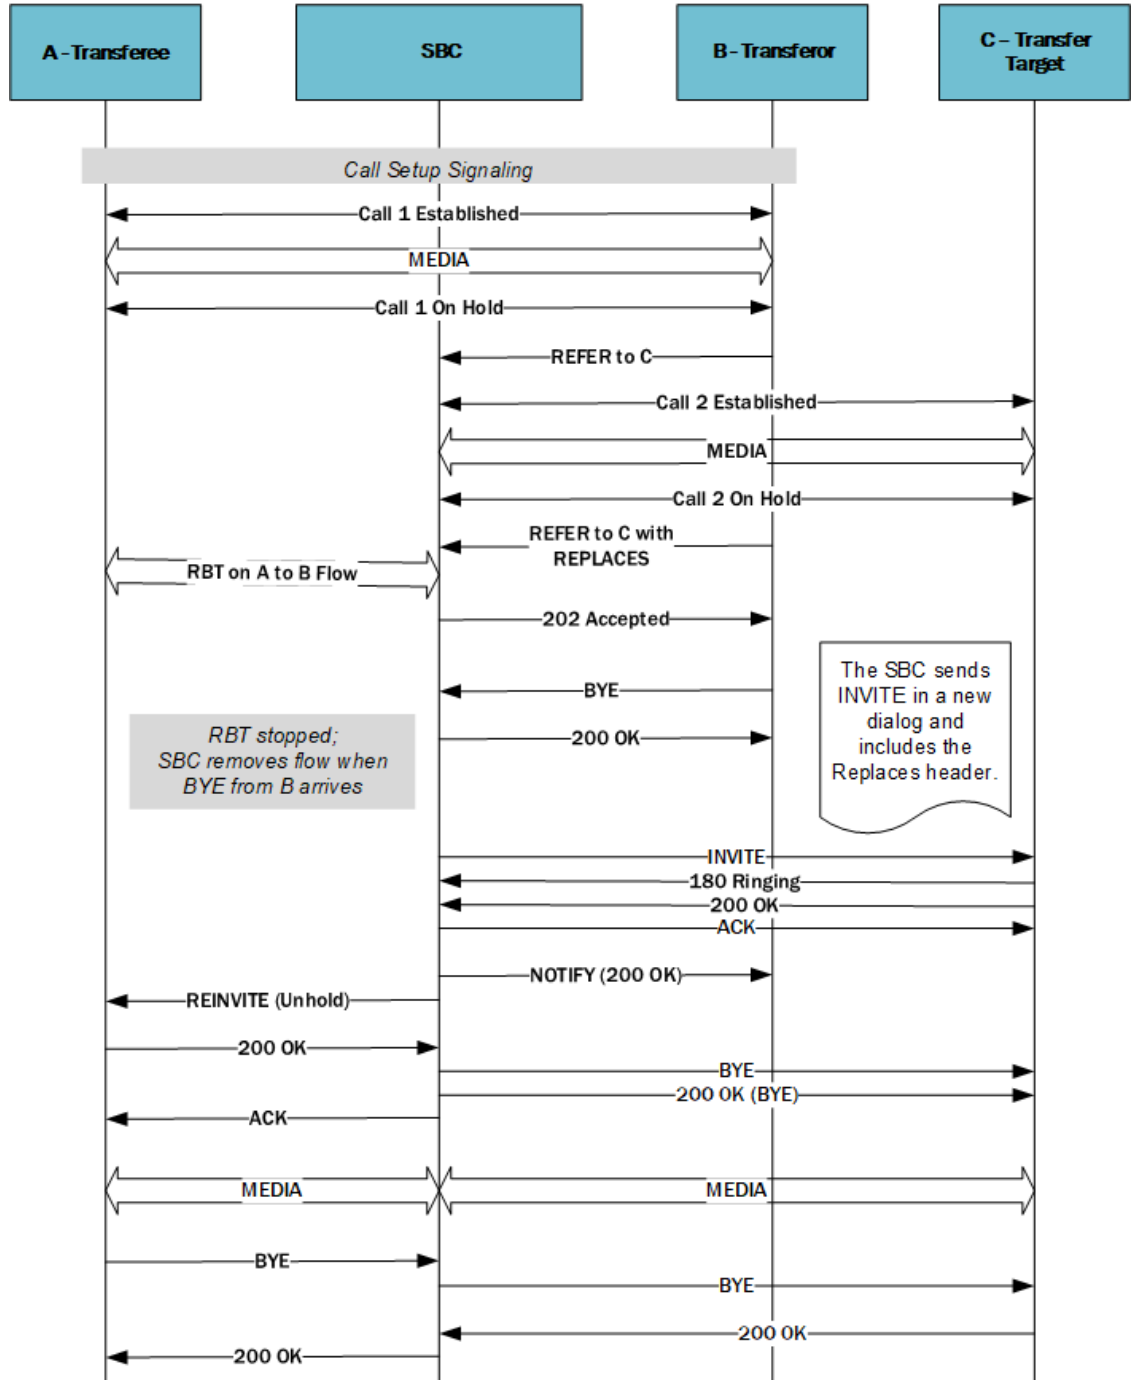 A - Transferee
SBC
B - Transferor
C - Transfer
Target
Call Setup Signaling
Call 1 Established
MEDIA
Call 1 On Hold
REFER to C
Call 2 Established
MEDIA
Call 2 On Hold
REFER to C with
REPLACES
RBT on A to B Flow
202 Accepted
The SBC sends
INVITE in a new
dialog and
includes the
Replaces header.
BYE
200 OK
RBT stopped;
SBC removes flow when
BYE from B arrives
INVITE
180 Ringing
200 OK
ACK
NOTIFY (200 OK)
REINVITE (Unhold)
200 OK
BYE
200 OK (BYE)
ACK
MEDIA
MEDIA
BYE
BYE
200 OK
200 OK